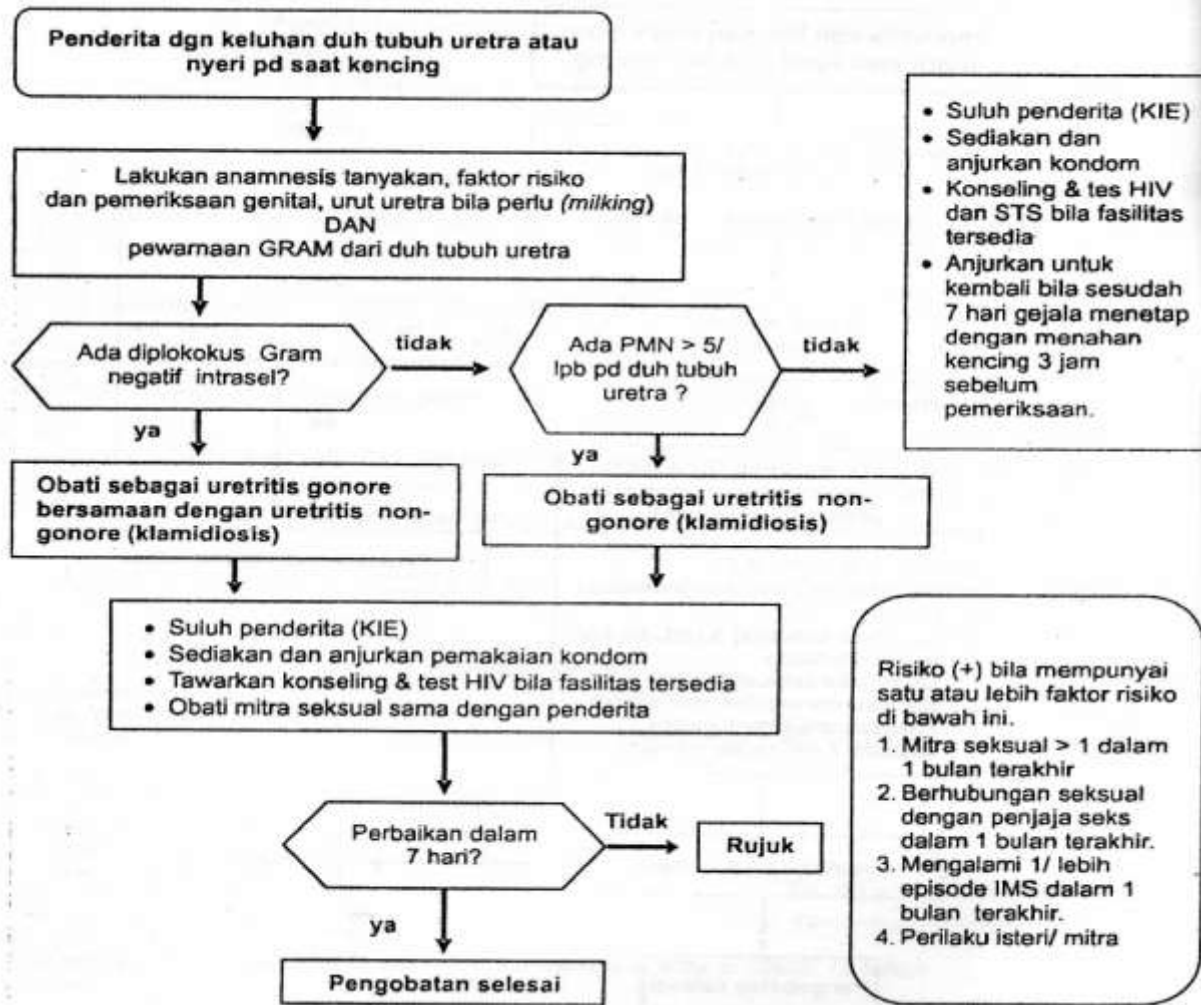 Penderita dgn keluhan duh tubuh uretra atau
nyeri pd saat kencing
Lakukan anamnesis tanyakan, faktor risiko
dan pemeriksaan genital, urut uretra bila perlu (milking)
DAN
pewarnaan GRAM dari duh tubuh uretra
• Suluh penderita (KIE)
• Sediakan dan
anjurkan kondom
• Konseling & tes HIV
dan STS bila fasilitas
tersedia
• Anjurkan untuk
kembali bila sesudah
7 hari gejala menetap
dengan menahan
kencing 3 jam
sebelum
pemeriksaan.
Ada diplokokus Gram
negatif intrasel?
tidak
Ada PMN > 5/
lpb pd duh tubuh
uretra ?
tidak
ya
ya
Obati sebagai uretritis gonore
bersamaan dengan uretritis non-
gonore (klamidiosis)
Obati sebagai uretritis non-
gonore (klamidiosis)
• Suluh penderita (KIE)
• Sediakan dan anjurkan pemakaian kondom
• Tawarkan konseling & test HIV bila fasilitas tersedia
• Obati mitra seksual sama dengan penderita
Risiko (+) bila mempunyai
satu atau lebih faktor risiko
di bawah ini.
1. Mitra seksual > 1 dalam
1 bulan terakhir
2. Berhubungan seksual
dengan penjaja seks
dalam 1 bulan terakhir.
3. Mengalami 1/ lebih
episode IMS dalam 1
bulan terakhir.
4. Perilaku isteri/ mitra
Perbaikan dalam
7 hari?
Tidak
Rujuk
ya
Pengobatan selesai